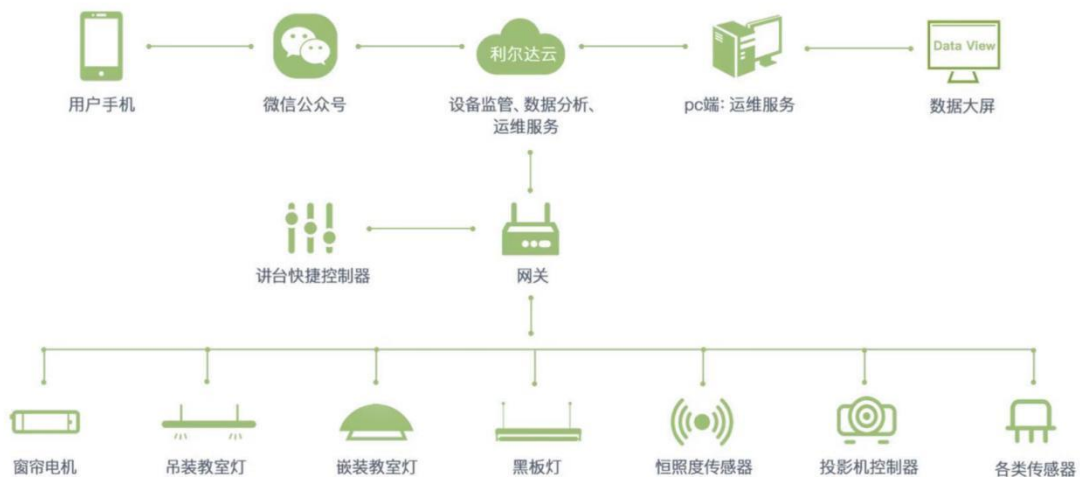 利尔达云
Data View
用户手机
微信公众号
设备监管、数据分析、
运维服务
pc端: 运维服务
数据大屏
讲台快捷控制器
网关
窗帘电机
吊装教室灯
嵌装教室灯
黑板灯
恒照度传感器
投影机控制器
各类传感器